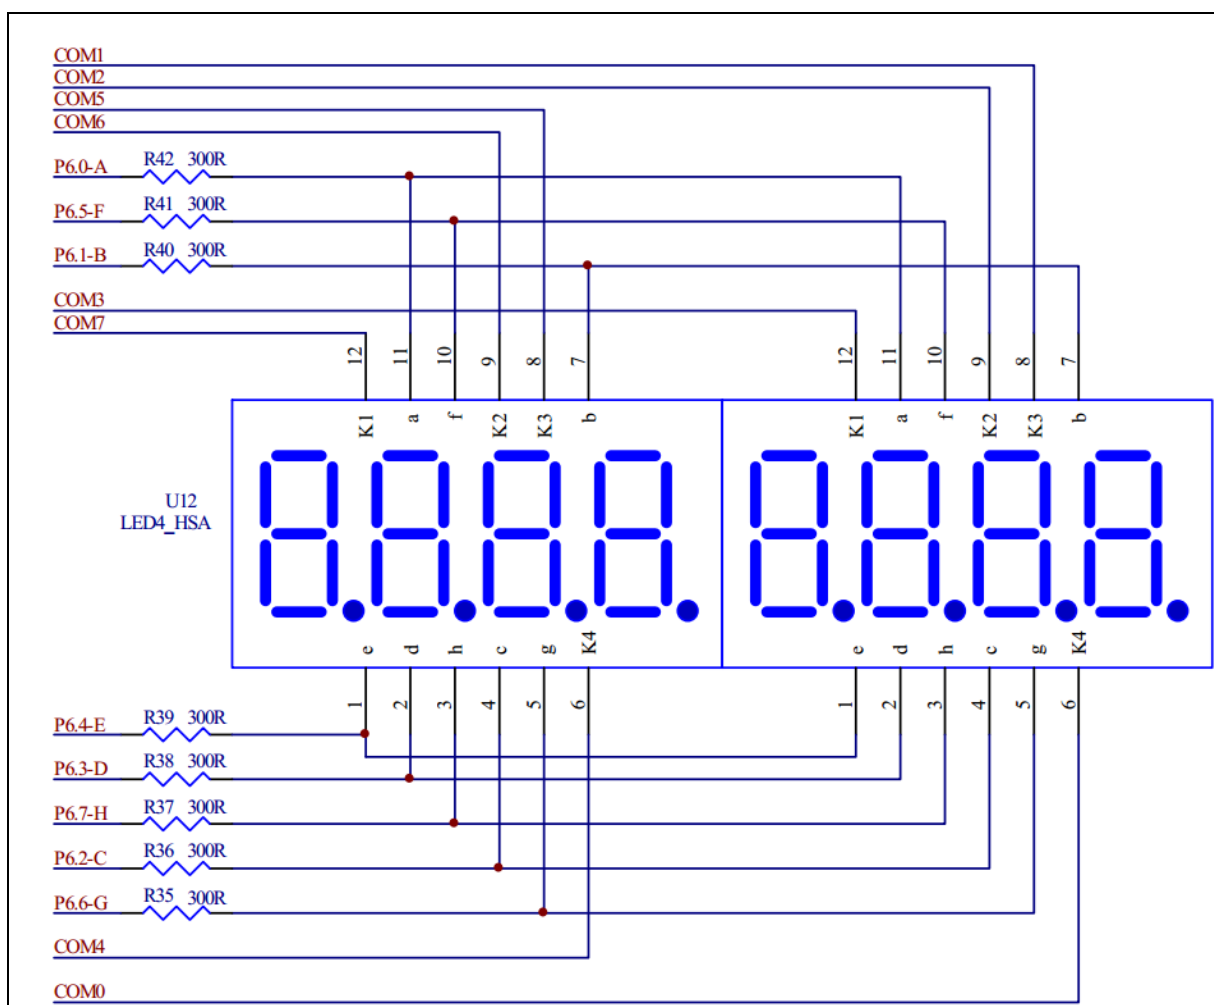 COM1
COM2
COM5
COM6
P6.0-A R42 300R
P6.5-F R41 300R
P6.1-B R40 300R
COM3
COM7
12 11 10 9 8 7 12 11 10 9 8 7
K1 a f K2 K3 b K1 a f K2 K3 b
U12
LED4_HSA
e d h c g K4 e d h c g K4
1 2 3 4 5 6 1 2 3 4 5 6
P6.4-E R39 300R
P6.3-D R38 300R
P6.7-H R37 300R
P6.2-C R36 300R
P6.6-G R35 300R
COM4
COM0